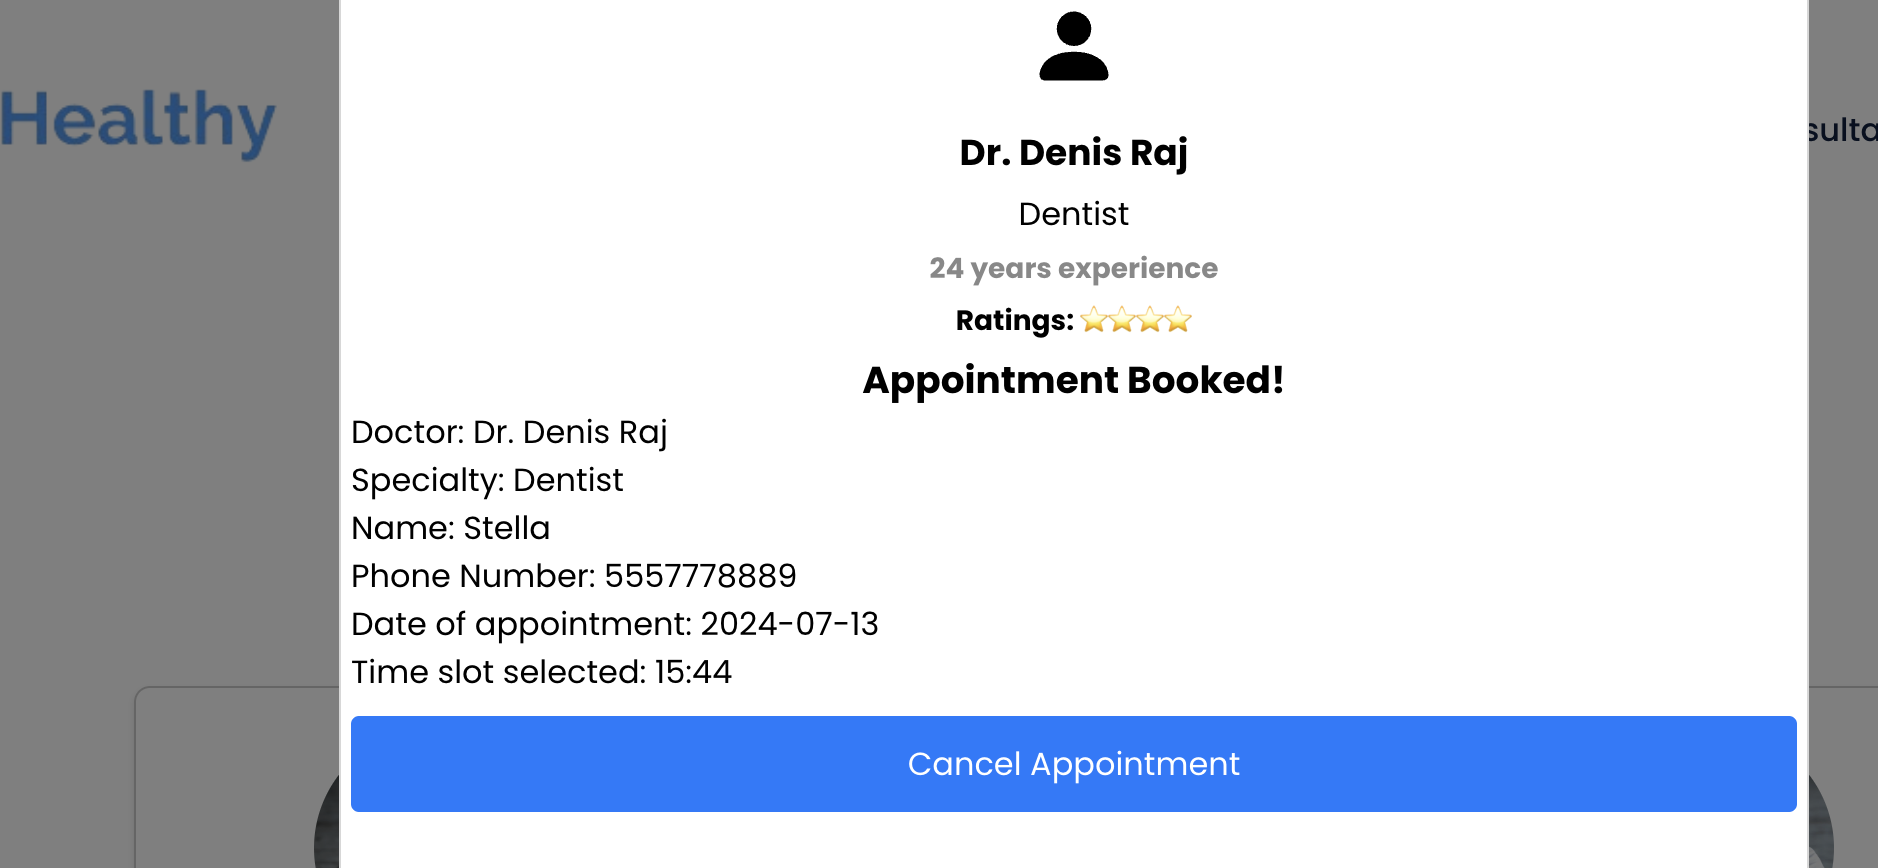 Healthy
Dr. Denis Raj
Dentist
24 years experience
Ratings: ⭐⭐⭐⭐
Appointment Booked!
Doctor: Dr. Denis Raj
Specialty: Dentist
Name: Stella
Phone Number: 5557778889
Date of appointment: 2024-07-13
Time slot selected: 15:44
Cancel Appointment